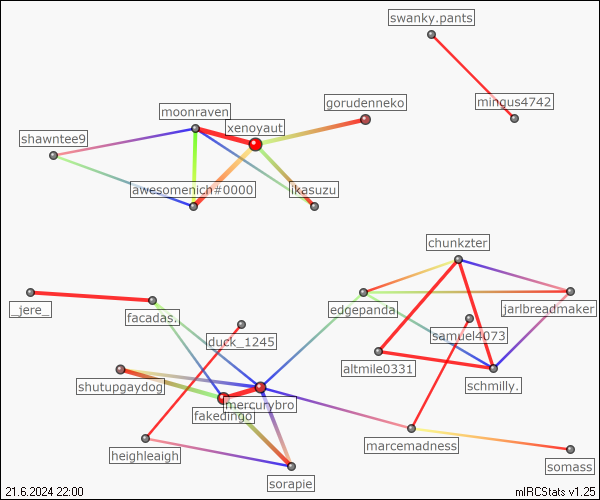 swanky.pants
mingus4742
gorudenneko
moonraven
xenoyaut
shawntee9
awesomenich#0000
ikasuzu
chunkzter
_jere_
facadas.
edgepanda
jarlbreadmaker
duck_1245
samuel4073
altmile0331
shutupgaydog
schmilly.
mercurybro
fakedingo
marcemadness
heighleaigh
somass
sorapie
21.6.2024 22:00
mIRCStats v1.25